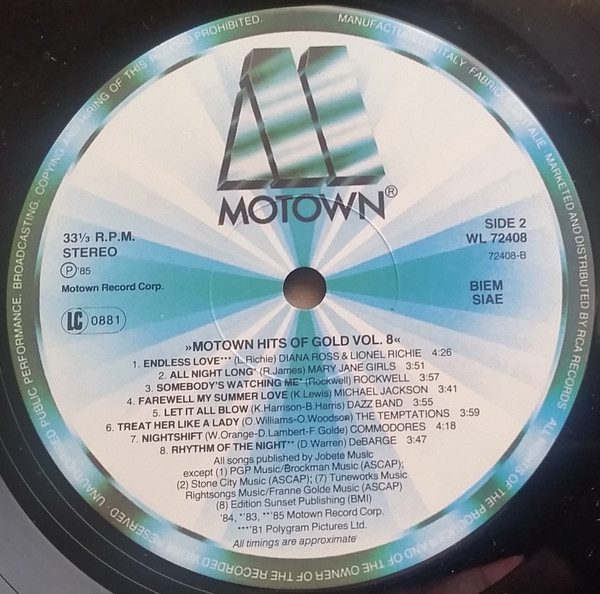 MANUFACTURED IN ITALY FABRIQUÉ EN ITALIE MARKETED AND DISTRIBUTED BY RCA RECORDS ALL RIGHTS OF THE PRODUCER AND OF THE OWNER OF THE RECORDED WORK RESERVED · UNAUTHORISED PUBLIC PERFORMANCE. BROADCASTING. COPYING AND HIRING OF THIS RECORD PROHIBITED.
MOTOWN®
33⅓ R.P.M.
STEREO
Ⓟ'85
Motown Record Corp.
LC 0881
SIDE 2
WL 72408
72408-B
BIEM
SIAE
»MOTOWN HITS OF GOLD VOL. 8«
1. ENDLESS LOVE*** (L.Richie) DIANA ROSS & LIONEL RICHIE 4:26
2. ALL NIGHT LONG* (R.James) MARY JANE GIRLS 3:51
3. SOMEBODY'S WATCHING ME* (Rockwell) ROCKWELL 3:57
4. FAREWELL MY SUMMER LOVE (K.Lewis) MICHAEL JACKSON 3:41
5. LET IT ALL BLOW (K.Harrison-B.Harris) DAZZ BAND 3:55
6. TREAT HER LIKE A LADY (O.Williams-O.Woodson) THE TEMPTATIONS 3:59
7. NIGHTSHIFT (W.Orange-D.Lambert-F.Golde) COMMODORES 4:18
8. RHYTHM OF THE NIGHT** (D.Warren) DeBARGE 3:47
All songs published by Jobete Music
except (1) PGP Music/Brockman Music (ASCAP);
(2) Stone City Music (ASCAP); (7) Tuneworks Music
Rightsongs Music/Franne Golde Music (ASCAP)
(8) Edition Sunset Publishing (BMI)
'84, *'83, **'85 Motown Record Corp.
***'81 Polygram Pictures Ltd.
All timings are approximate